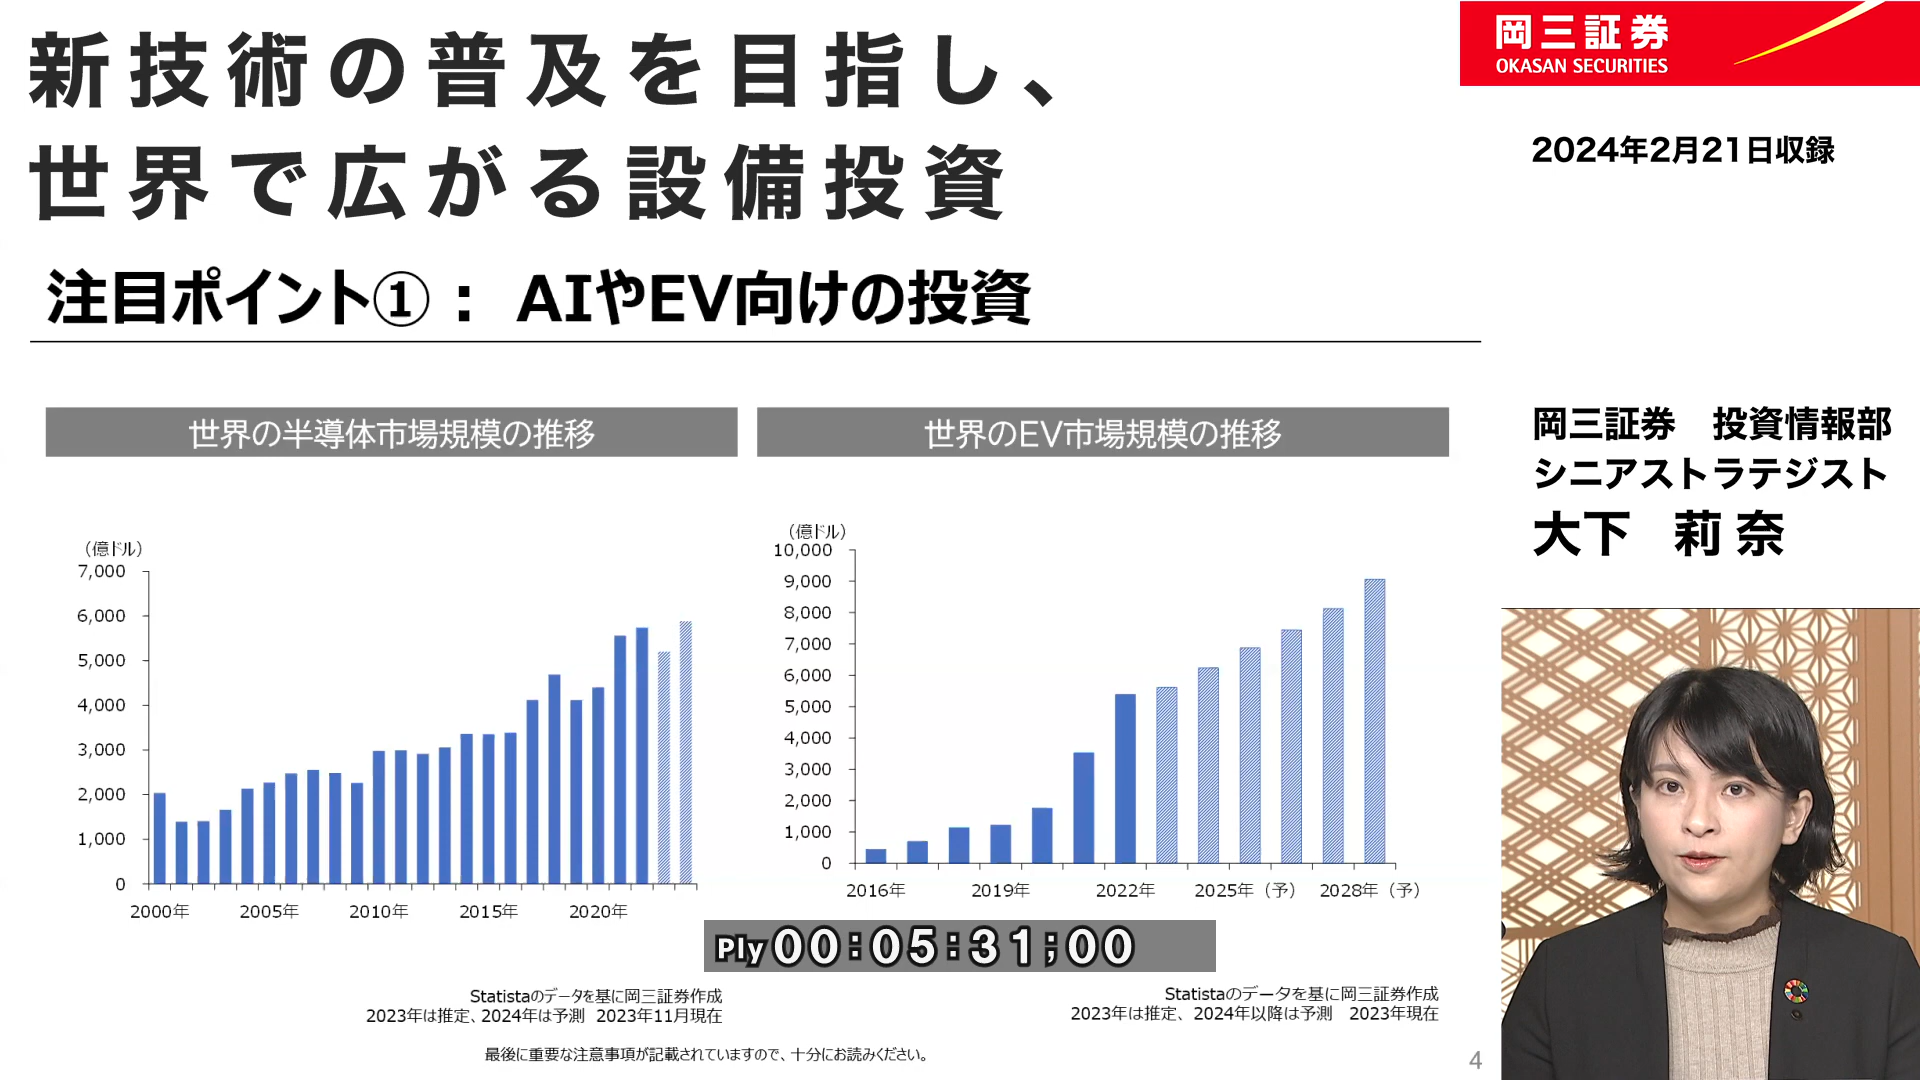 新技術の普及を目指し、
世界で広がる設備投資
岡三証券
OKASAN SECURITIES
2024年2月21日収録
注目ポイント①： AIやEV向けの投資
岡三証券　投資情報部
シニアストラテジスト
大下　莉奈
世界の半導体市場規模の推移
（億ドル）
7,000
6,000
5,000
4,000
3,000
2,000
1,000
0
2000年 2005年 2010年 2015年 2020年
Statistaのデータを基に岡三証券作成
2023年は推定、2024年は予測　2023年11月現在
世界のEV市場規模の推移
（億ドル）
10,000
9,000
8,000
7,000
6,000
5,000
4,000
3,000
2,000
1,000
0
2016年 2019年 2022年 2025年（予） 2028年（予）
Ply 00:05:31;00
Statistaのデータを基に岡三証券作成
2023年は推定、2024年以降は予測　2023年現在
最後に重要な注意事項が記載されていますので、十分にお読みください。
4